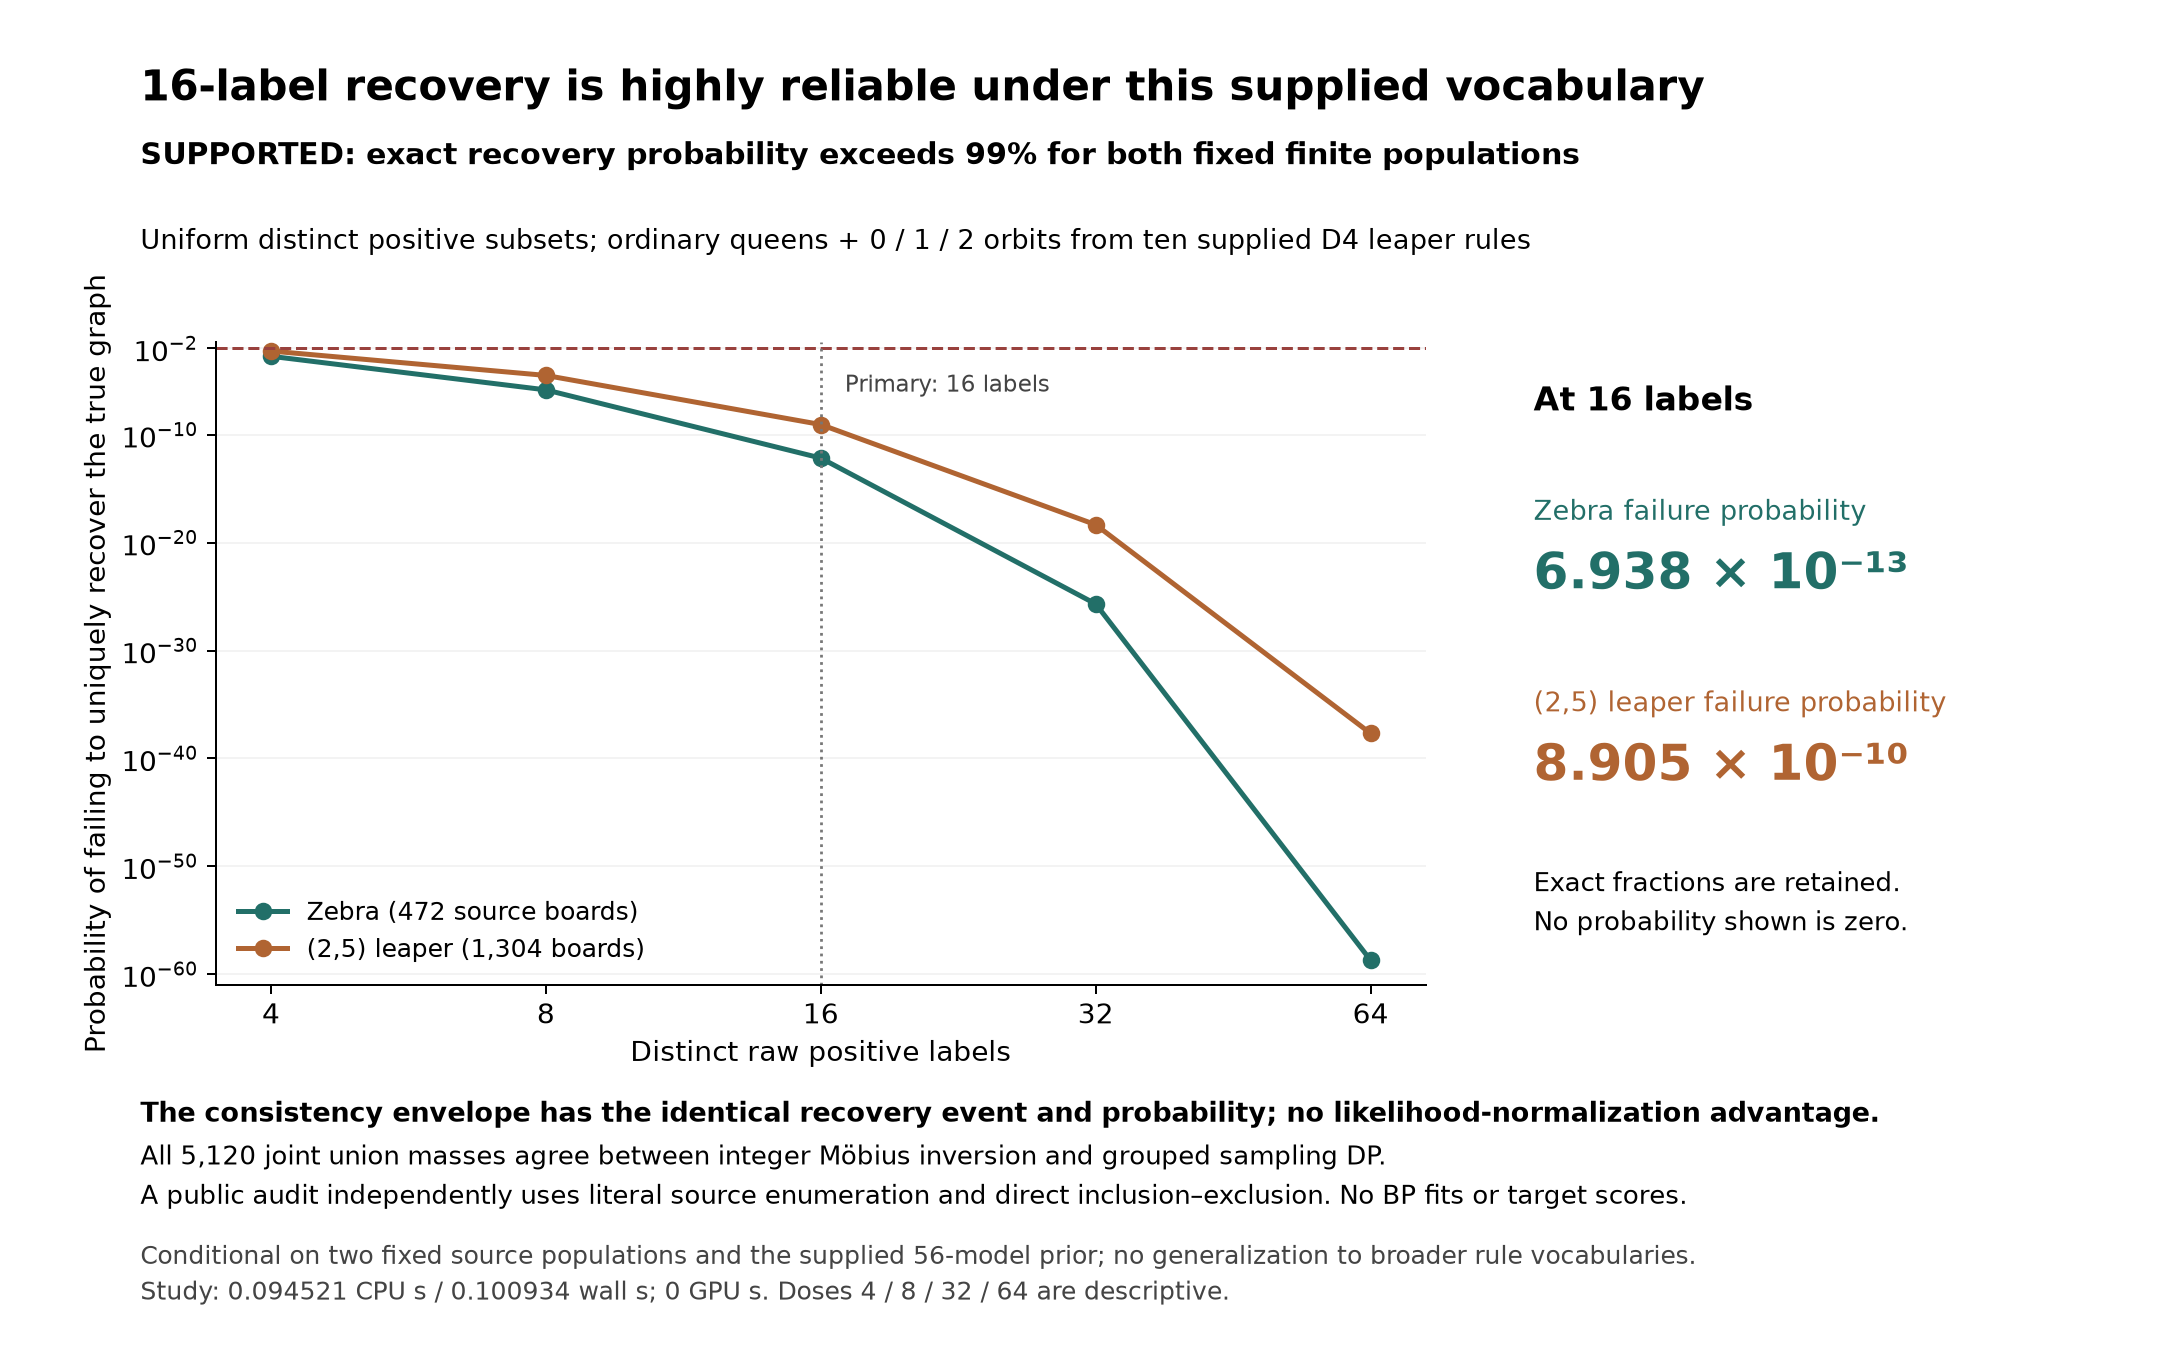 16-label recovery is highly reliable under this supplied vocabulary
SUPPORTED: exact recovery probability exceeds 99% for both fixed finite populations
Uniform distinct positive subsets; ordinary queens + 0 / 1 / 2 orbits from ten supplied D4 leaper rules
Probability of failing to uniquely recover the true graph
10⁻²
10⁻¹⁰
10⁻²⁰
10⁻³⁰
10⁻⁴⁰
10⁻⁵⁰
10⁻⁶⁰
Primary: 16 labels
Zebra (472 source boards)
(2,5) leaper (1,304 boards)
4 8 16 32 64
Distinct raw positive labels
At 16 labels
Zebra failure probability
6.938 × 10⁻¹³
(2,5) leaper failure probability
8.905 × 10⁻¹⁰
Exact fractions are retained.
No probability shown is zero.
The consistency envelope has the identical recovery event and probability; no likelihood-normalization advantage.
All 5,120 joint union masses agree between integer Möbius inversion and grouped sampling DP.
A public audit independently uses literal source enumeration and direct inclusion–exclusion. No BP fits or target scores.
Conditional on two fixed source populations and the supplied 56-model prior; no generalization to broader rule vocabularies.
Study: 0.094521 CPU s / 0.100934 wall s; 0 GPU s. Doses 4 / 8 / 32 / 64 are descriptive.